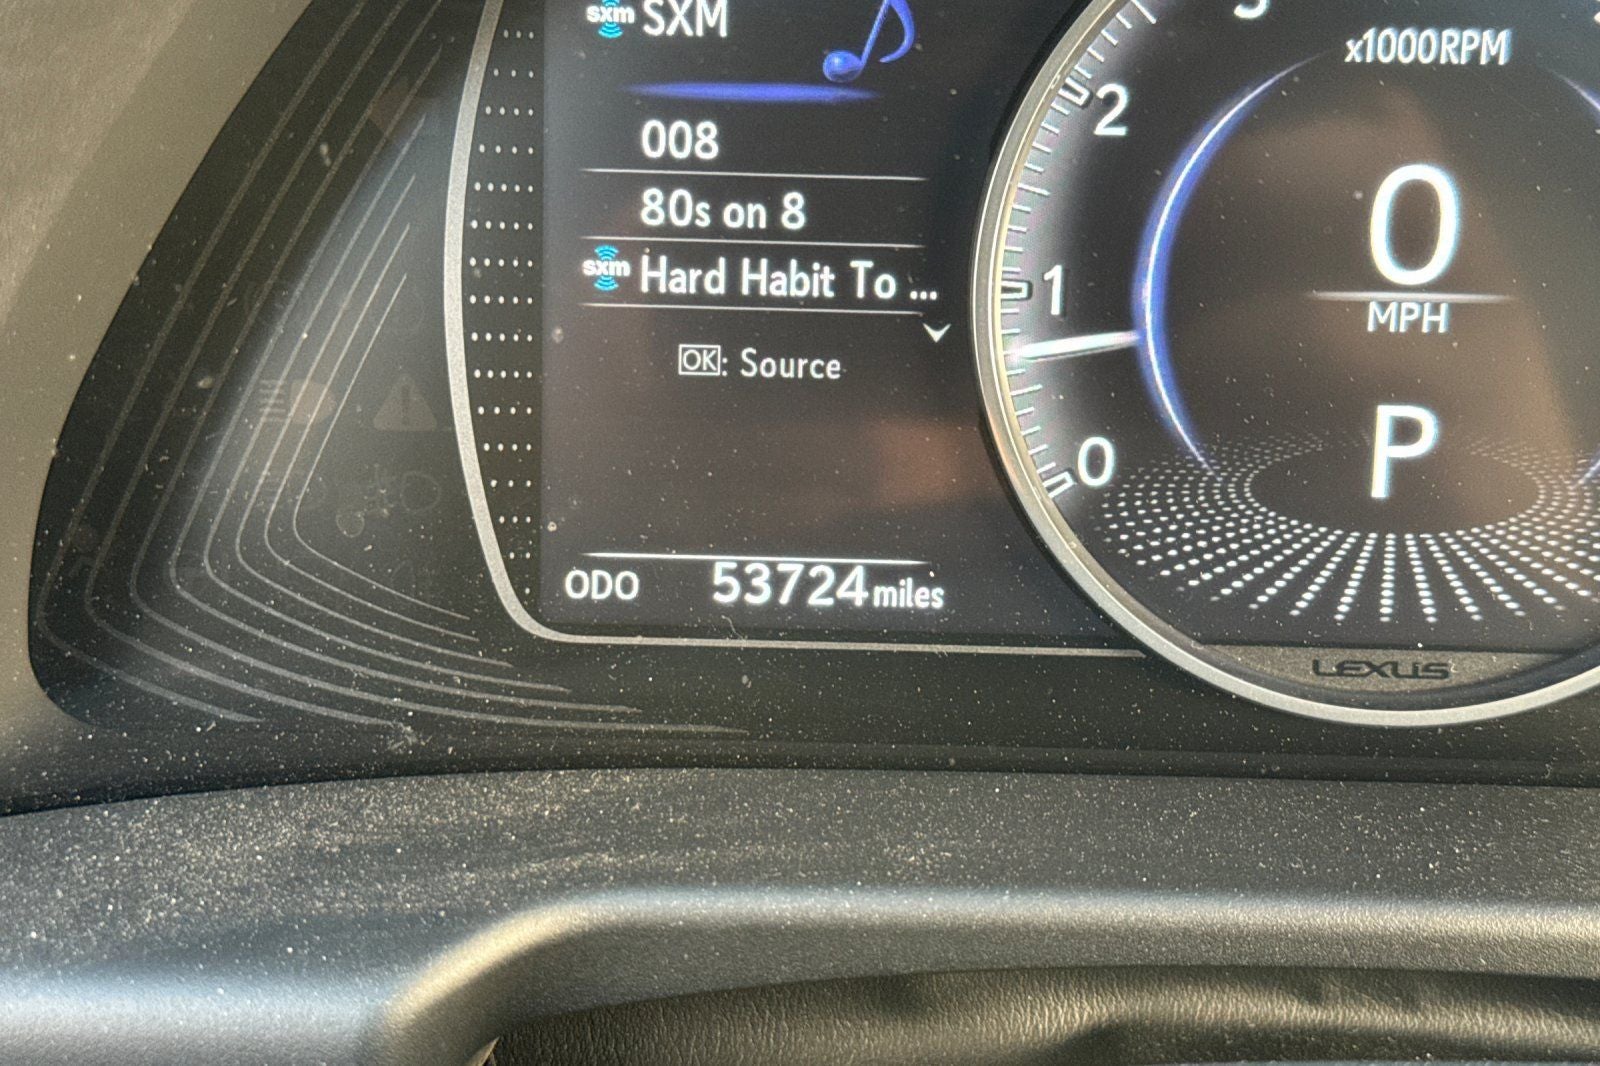 sxm SXM
008
80s on 8
sxm Hard Habit To ...
OK: Source
ODO 53724 miles
x1000RPM
2
1
0
0
MPH
P
LEXUS